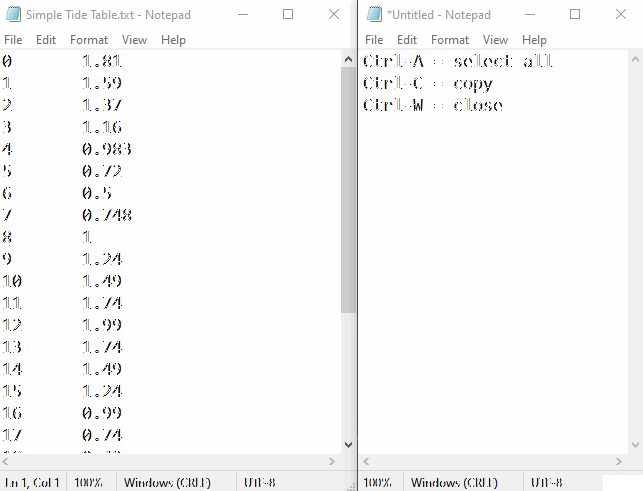 Simple Tide Table.txt - Notepad
File Edit Format View Help
0 1.81
1 1.59
2 1.37
3 1.16
4 0.983
5 0.72
6 0.5
7 0.748
8 1
9 1.24
10 1.49
11 1.74
12 1.99
13 1.74
14 1.49
15 1.24
16 0.99
17 0.74
Ln 1, Col 1 100% Windows (CRLF) UTF-8
*Untitled - Notepad
File Edit Format View Help
Ctrl-A = select all
Ctrl-C = copy
Ctrl-W = close
100% Windows (CRLF) UTF-8